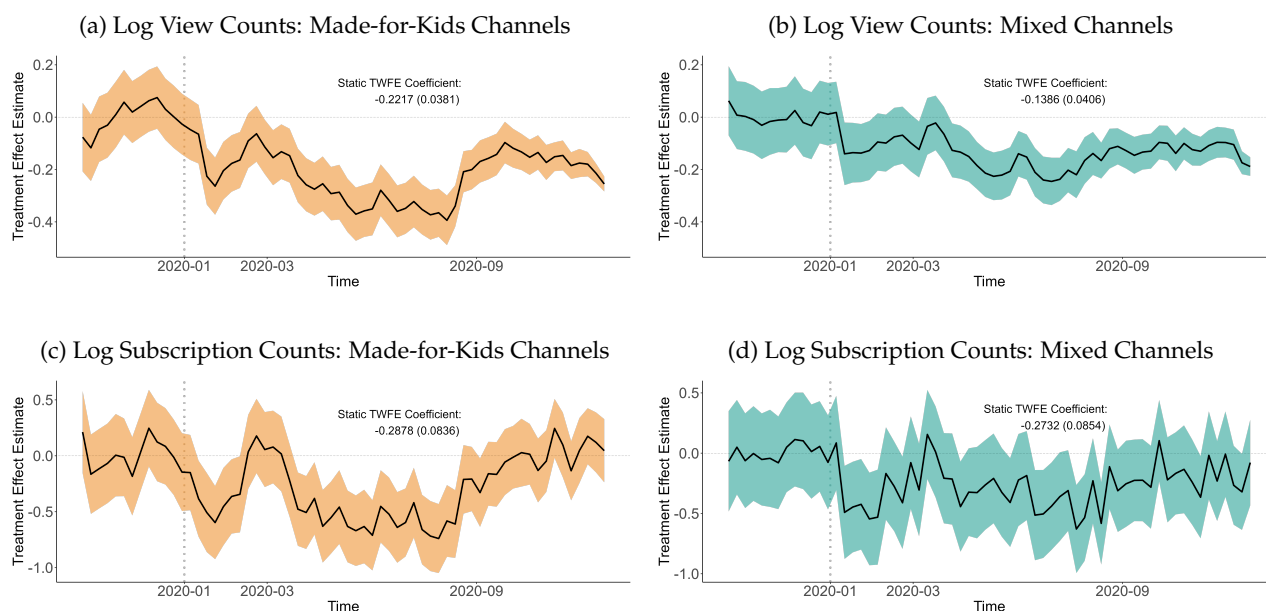 (a) Log View Counts: Made-for-Kids Channels
Treatment Effect Estimate
0.2
0.0
-0.2
-0.4
Static TWFE Coefficient:
-0.2217 (0.0381)
2020-01
2020-03
2020-09
Time
(b) Log View Counts: Mixed Channels
Treatment Effect Estimate
0.2
0.0
-0.2
-0.4
Static TWFE Coefficient:
-0.1386 (0.0406)
2020-01
2020-03
2020-09
Time
(c) Log Subscription Counts: Made-for-Kids Channels
Treatment Effect Estimate
0.5
0.0
-0.5
-1.0
Static TWFE Coefficient:
-0.2878 (0.0836)
2020-01
2020-03
2020-09
Time
(d) Log Subscription Counts: Mixed Channels
Treatment Effect Estimate
0.5
0.0
-0.5
-1.0
Static TWFE Coefficient:
-0.2732 (0.0854)
2020-01
2020-03
2020-09
Time